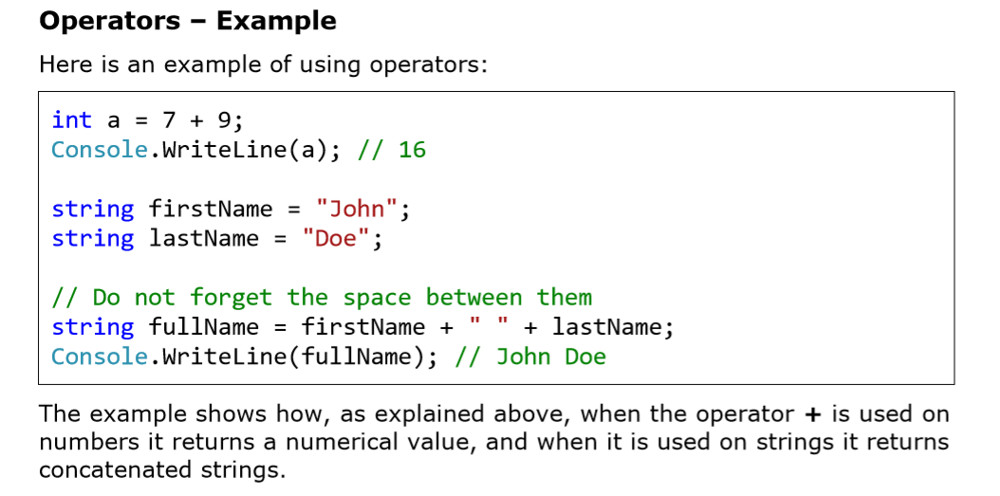 Operators – Example
Here is an example of using operators:
int a = 7 + 9;
Console.WriteLine(a); // 16
string firstName = "John";
string lastName = "Doe";
// Do not forget the space between them
string fullName = firstName + " " + lastName;
Console.WriteLine(fullName); // John Doe
The example shows how, as explained above, when the operator + is used on
numbers it returns a numerical value, and when it is used on strings it returns
concatenated strings.